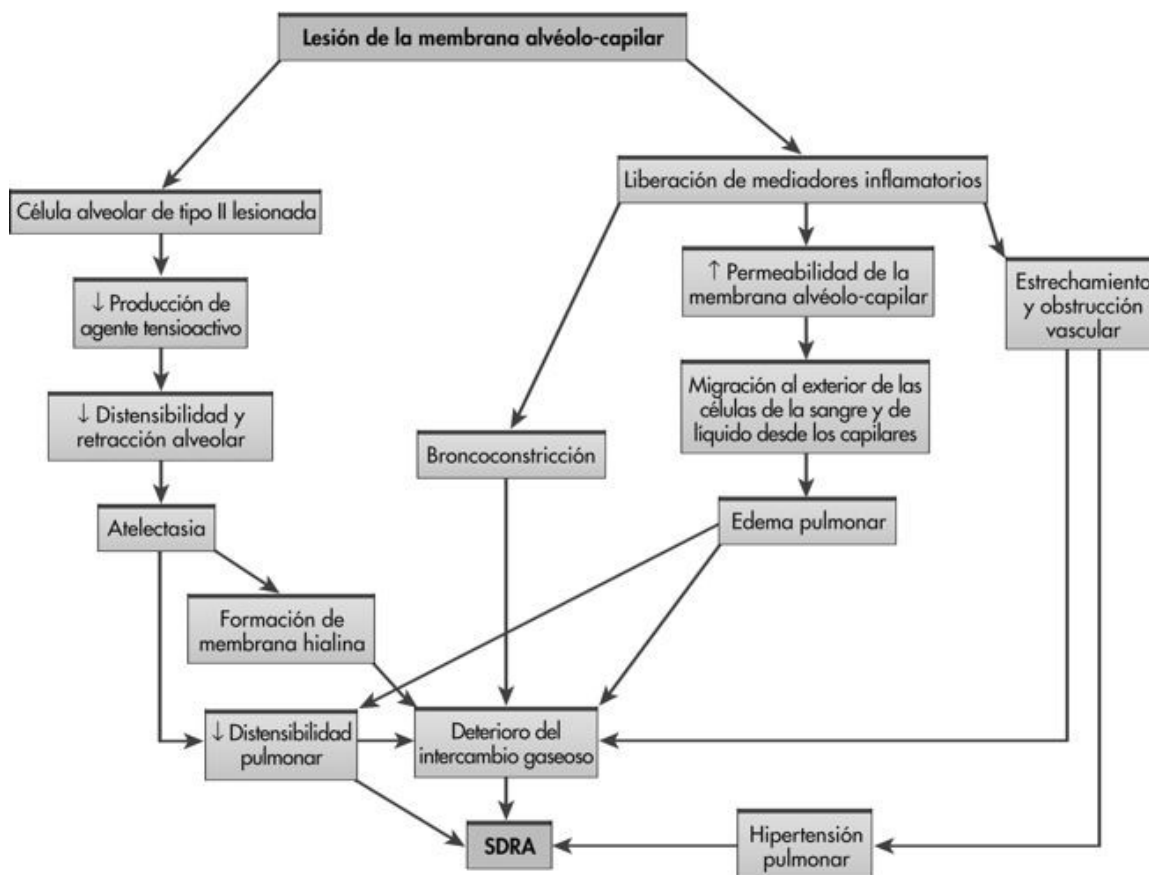 Lesión de la membrana alvéolo-capilar
Liberación de mediadores inflamatorios
Célula alveolar de tipo II lesionada
↑ Permeabilidad de la
membrana alvéolo-capilar
Estrechamiento
y obstrucción
vascular
↓ Producción de
agente tensioactivo
Migración al exterior de las
células de la sangre y de
líquido desde los capilares
↓ Distensibilidad y
retracción alveolar
Broncoconstricción
Atelectasia
Edema pulmonar
Formación de
membrana hialina
↓ Distensibilidad
pulmonar
Deterioro del
intercambio gaseoso
SDRA
Hipertensión
pulmonar